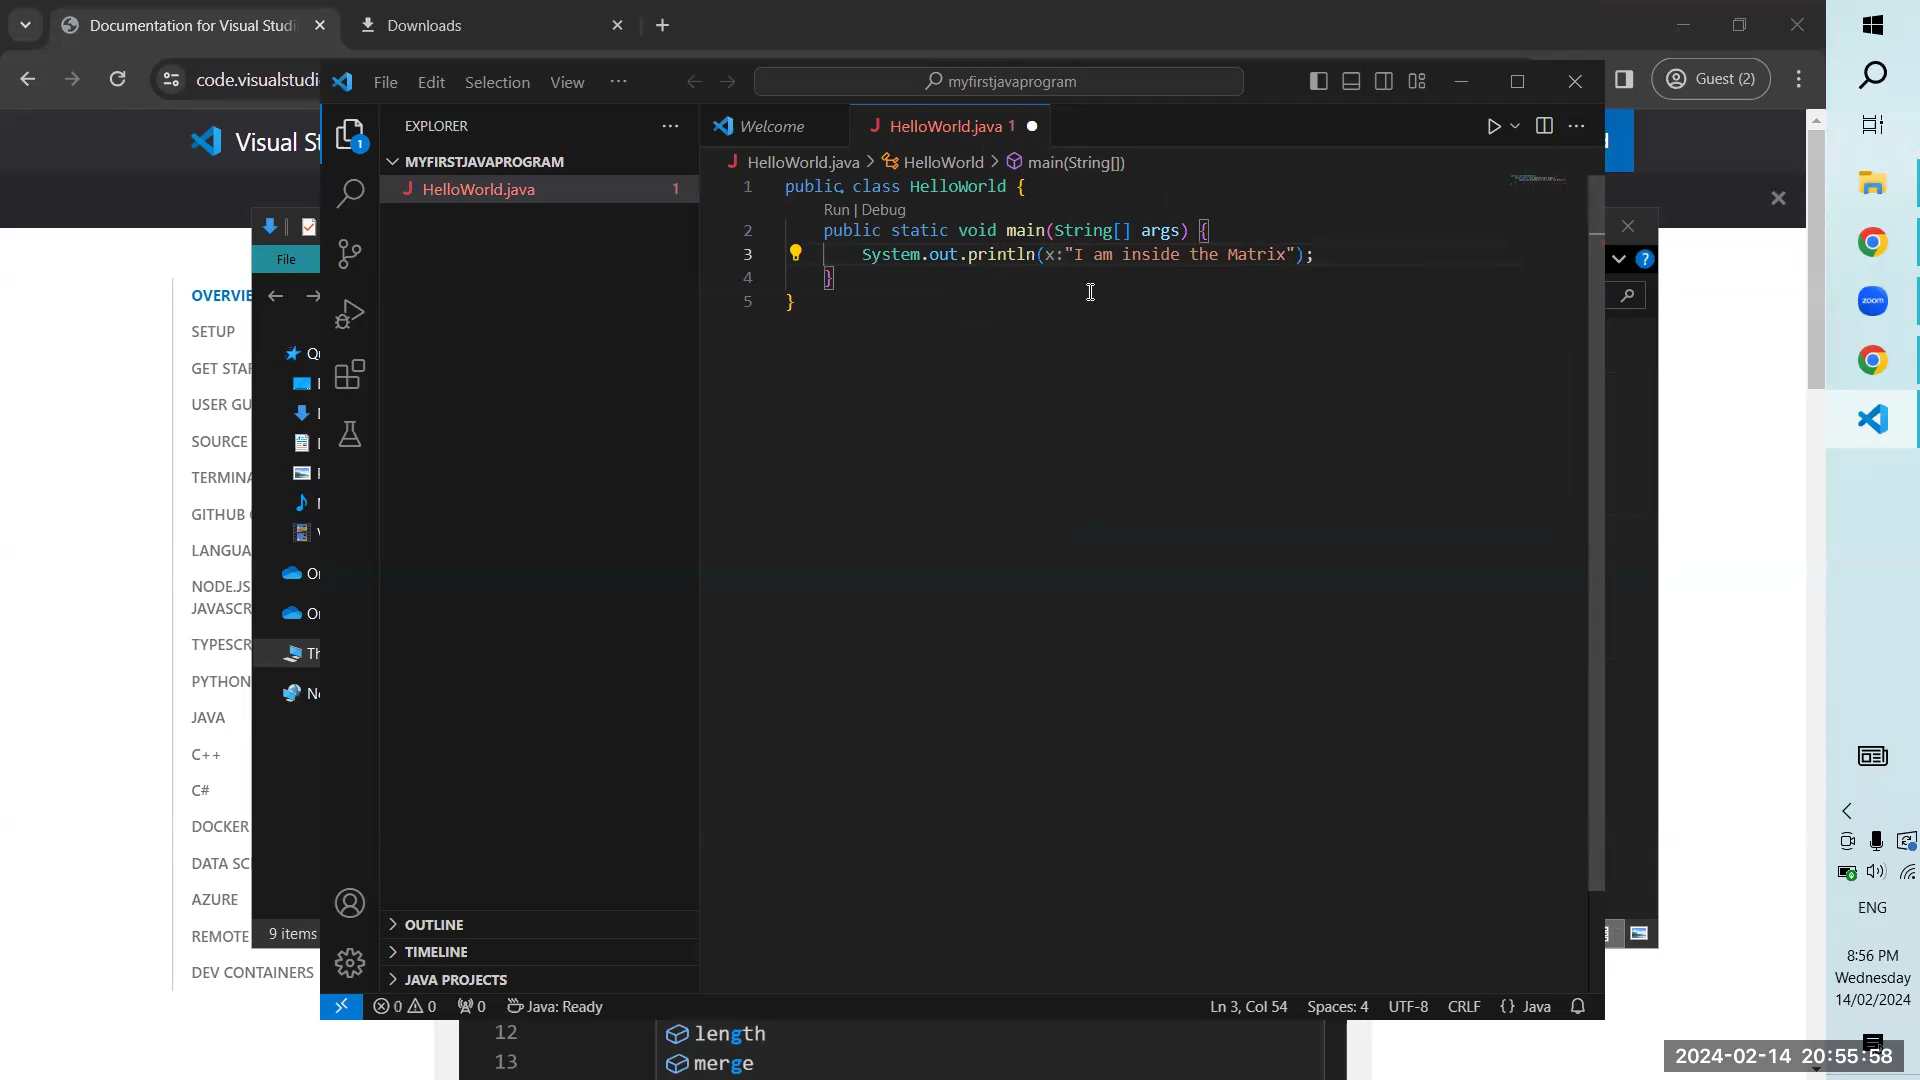 Documentation for Visual Studi
Downloads
code.visualstudi
Guest (2)
File Edit Selection View ···
myfirstjavaprogram
Visual St
EXPLORER
Welcome
HelloWorld.java 1
MYFIRSTJAVAPROGRAM
HelloWorld.java > HelloWorld > main(String[])
HelloWorld.java 1
1 public class HelloWorld {
Run | Debug
2 public static void main(String[] args) {
3 System.out.println(x:"I am inside the Matrix");
4 }
5 }
File
OVERVIE
SETUP
GET STAR
USER GU
SOURCE
TERMINA
GITHUB
LANGUA
NODE.JS
JAVASCR
TYPESCR
PYTHON
JAVA
C++
C#
DOCKER
DATA SC
AZURE
REMOTE
DEV CONTAINERS
9 items
OUTLINE
TIMELINE
JAVA PROJECTS
0 0 0 Java: Ready
Ln 3, Col 54 Spaces: 4 UTF-8 CRLF {} Java
12 length
13 merge
zoom
ENG
8:56 PM
Wednesday
14/02/2024
2024-02-14 20:55:58